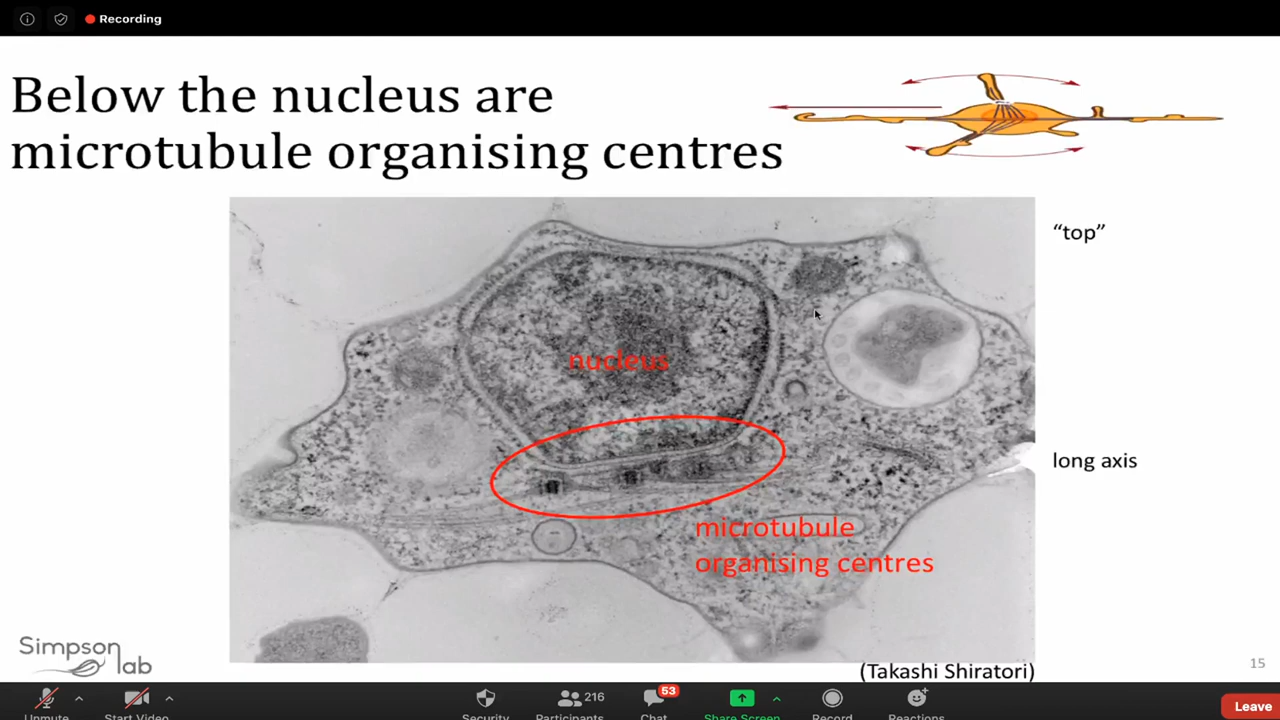 Recording
Below the nucleus are
microtubule organising centres
“top”
nucleus
long axis
microtubule
organising centres
Simpson
lab
(Takashi Shiratori)
15
Unmute
Start Video
Security
216
Participants
53
Chat
Share Screen
Record
Reactions
Leave